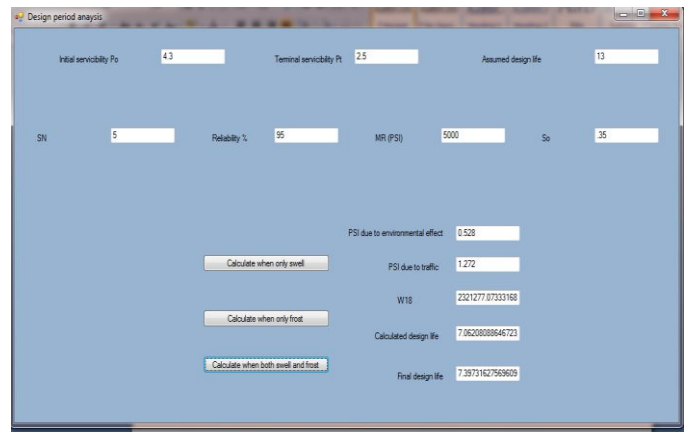 Design period anaysis
Initial servicibility Po 4.3 Terminal servicibility Pt 2.5 Assumed design life 13
SN 5 Reliability % 95 MR (PSI) 5000 So .35
PSI due to environmental effect 0.528
Calculate when only swell PSI due to traffic 1.272
W18 2321277.07333168
Calculate when only frost
Calculated design life 7.06208088646723
Calculate when both swell and frost
Final design life 7.39731627569609